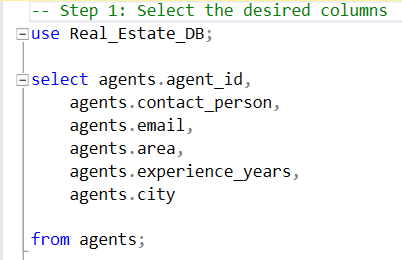 -- Step 1: Select the desired columns
use Real_Estate_DB;
select agents.agent_id,
agents.contact_person,
agents.email,
agents.area,
agents.experience_years,
agents.city
from agents;